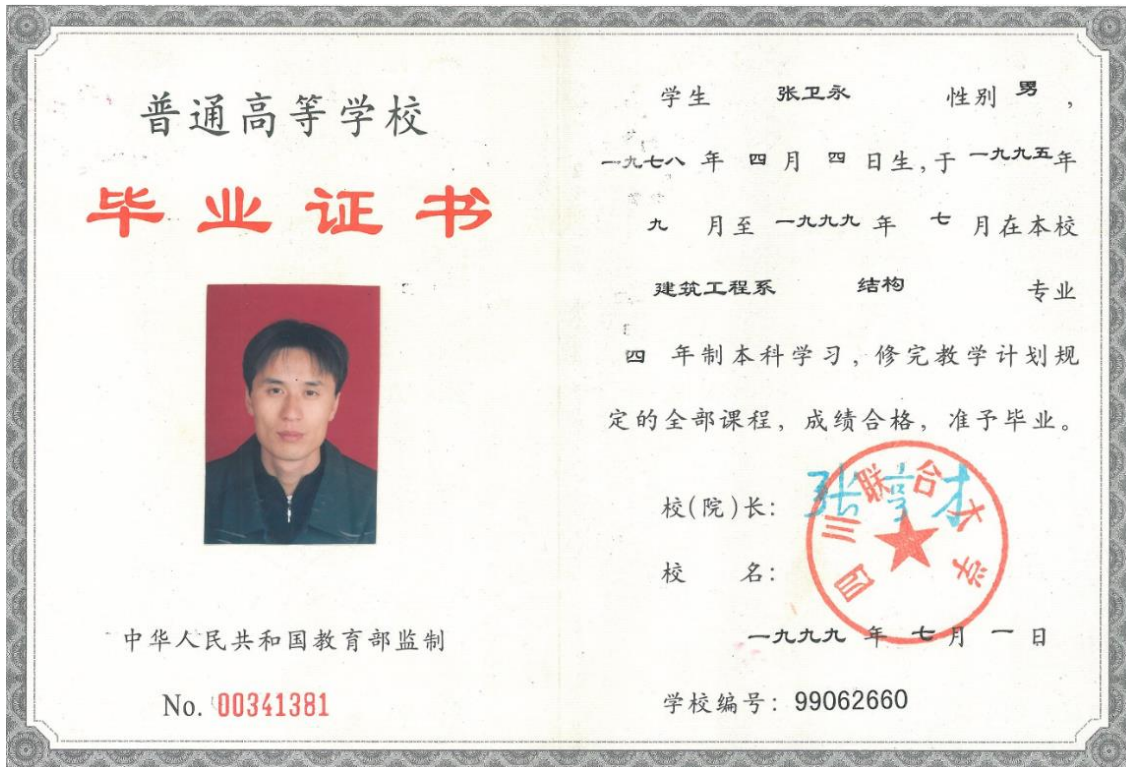 普通高等学校
毕业证书
中华人民共和国教育部监制
No. 00341381
学生 张卫永 性别 男，
一九七八 年 四 月 四 日生，于 一九九五 年
九 月至 一九九九 年 七 月在本校
建筑工程系 结构 专业
四 年制本科学习，修完教学计划规
定的全部课程，成绩合格，准予毕业。
校(院)长：
四川联合大学
校 名：
一九九九 年 七 月 一 日
学校编号：99062660